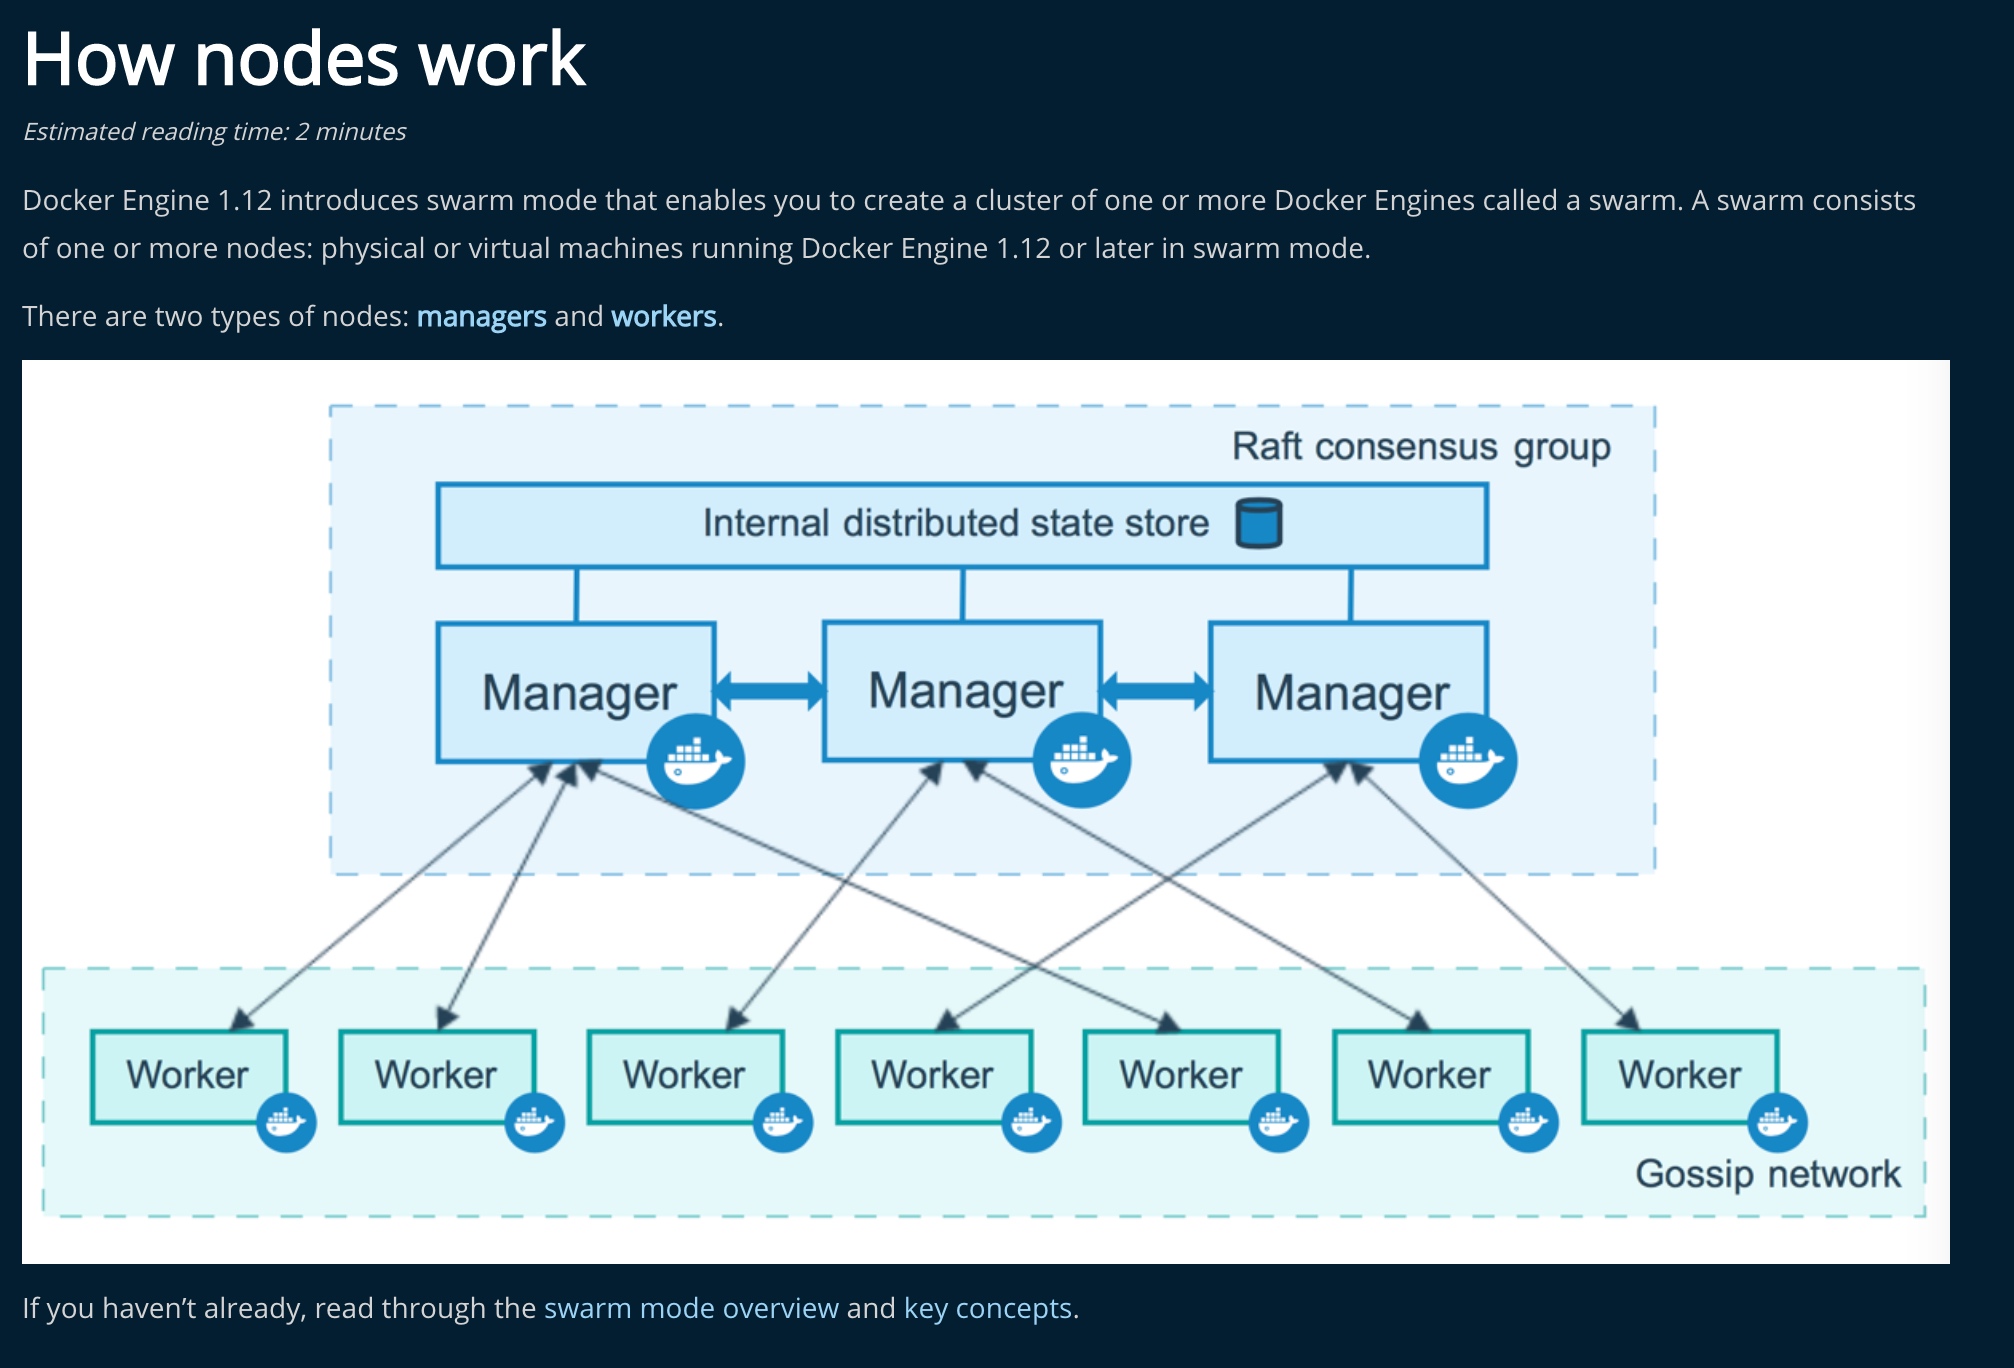 How nodes work
Estimated reading time: 2 minutes
Docker Engine 1.12 introduces swarm mode that enables you to create a cluster of one or more Docker Engines called a swarm. A swarm consists
of one or more nodes: physical or virtual machines running Docker Engine 1.12 or later in swarm mode.
There are two types of nodes: managers and workers.
Raft consensus group
Internal distributed state store
Manager Manager Manager
Worker Worker Worker Worker Worker Worker Worker
Gossip network
If you haven’t already, read through the swarm mode overview and key concepts.